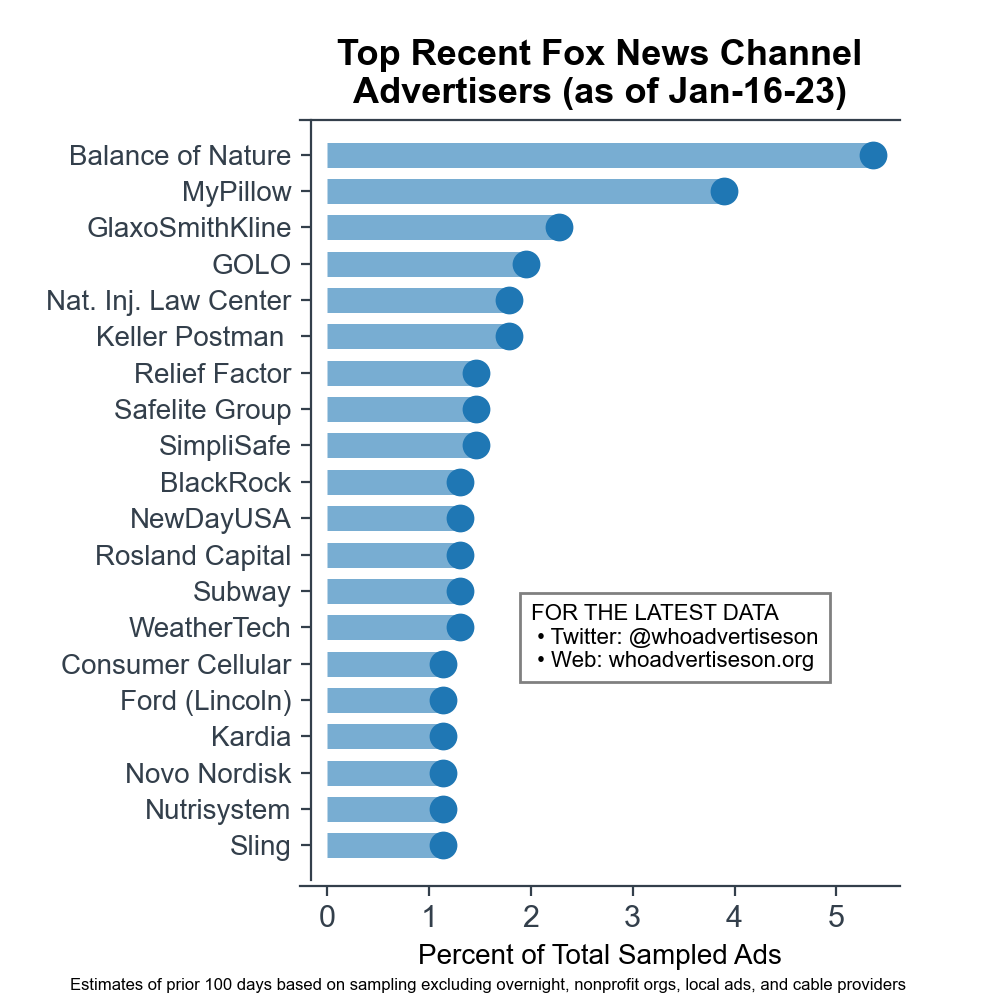 Top Recent Fox News Channel
Advertisers (as of Jan-16-23)
Balance of Nature
MyPillow
GlaxoSmithKline
GOLO
Nat. Inj. Law Center
Keller Postman
Relief Factor
Safelite Group
SimpliSafe
BlackRock
NewDayUSA
Rosland Capital
Subway
WeatherTech
Consumer Cellular
Ford (Lincoln)
Kardia
Novo Nordisk
Nutrisystem
Sling
FOR THE LATEST DATA
• Twitter: @whoadvertiseson
• Web: whoadvertiseson.org
0 1 2 3 4 5
Percent of Total Sampled Ads
Estimates of prior 100 days based on sampling excluding overnight, nonprofit orgs, local ads, and cable providers